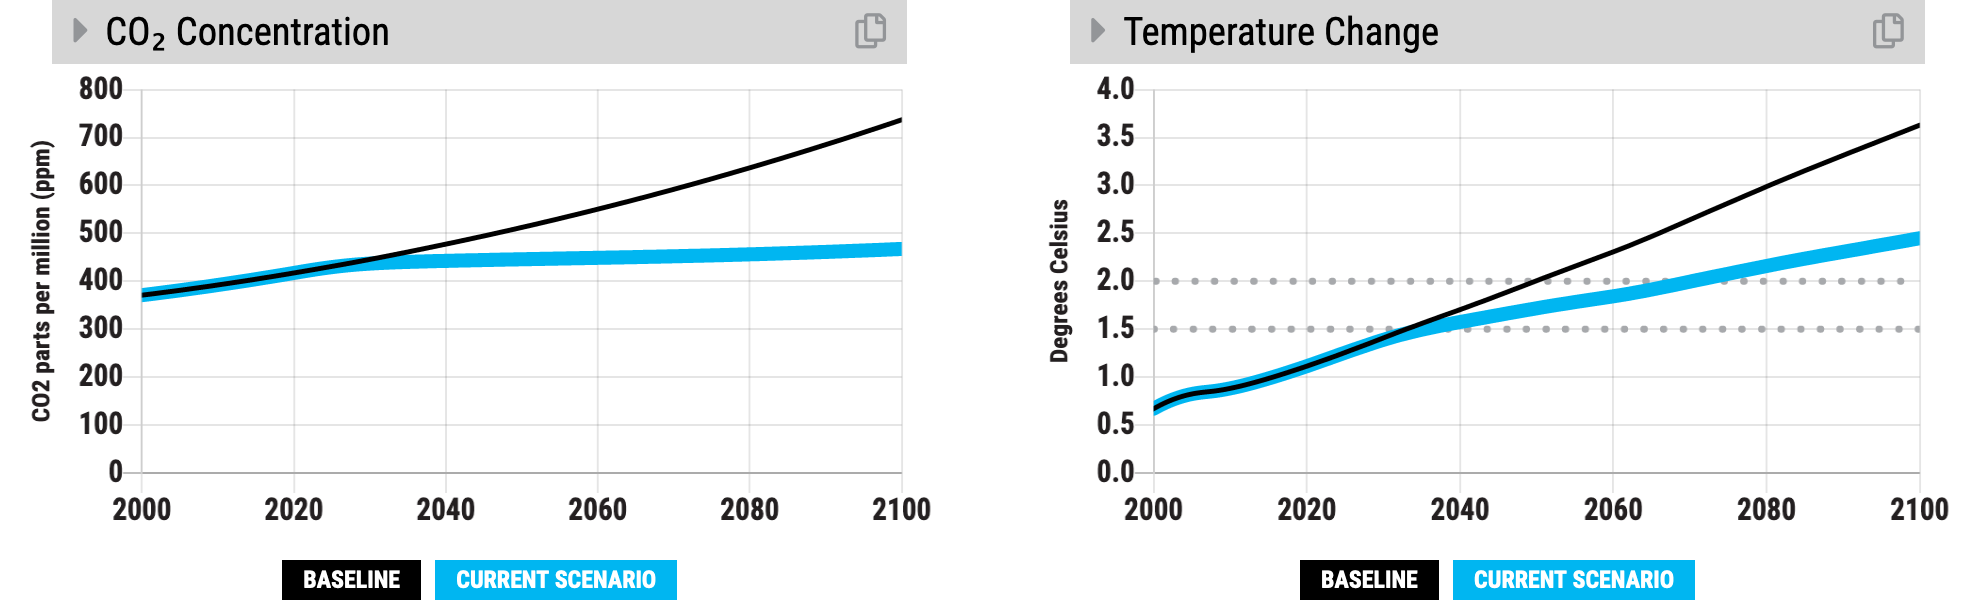 CO₂ Concentration
800
700
600
500
400
300
200
100
0
CO2 parts per million (ppm)
2000 2020 2040 2060 2080 2100
BASELINE CURRENT SCENARIO
Temperature Change
4.0
3.5
3.0
2.5
2.0
1.5
1.0
0.5
0.0
Degrees Celsius
2000 2020 2040 2060 2080 2100
BASELINE CURRENT SCENARIO